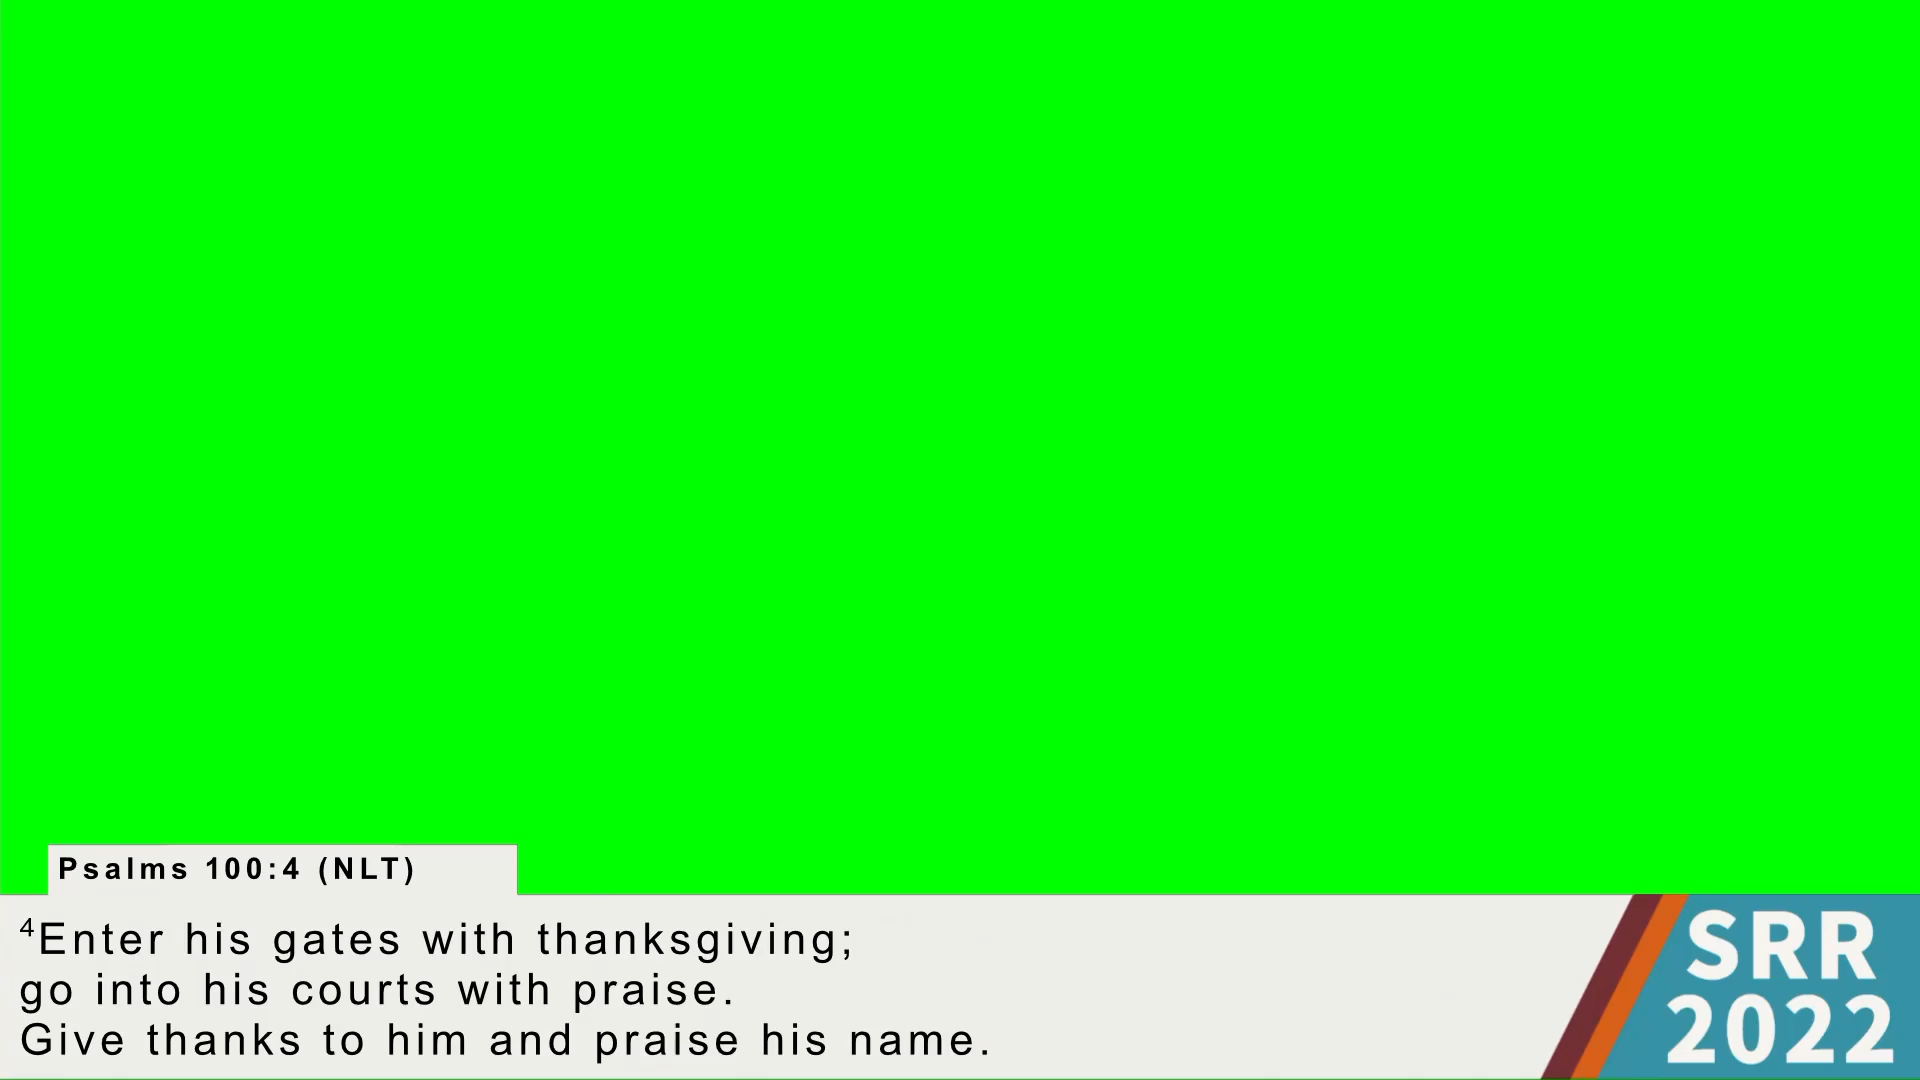 Psalms 100:4 (NLT)
⁴Enter his gates with thanksgiving;
go into his courts with praise.
Give thanks to him and praise his name.
SRR
2022